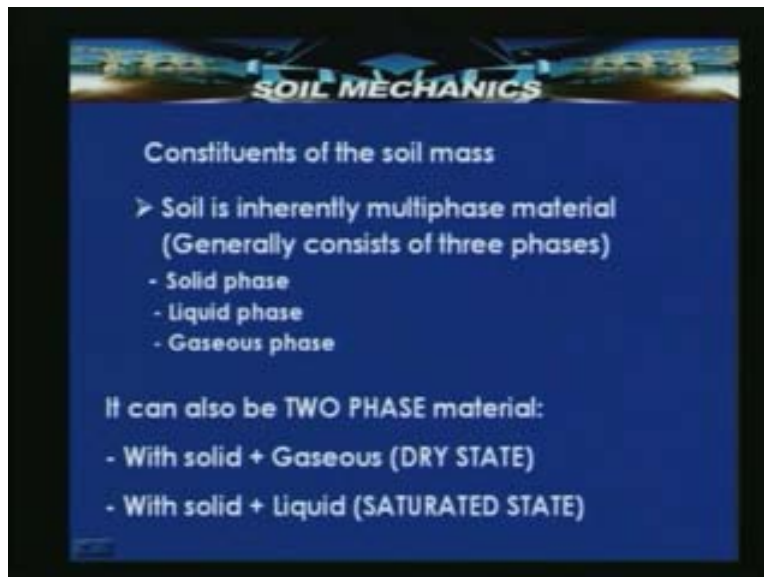 SOIL MECHANICS
Constituents of the soil mass
➢ Soil is inherently multiphase material
(Generally consists of three phases)
- Solid phase
- Liquid phase
- Gaseous phase
It can also be TWO PHASE material:
- With solid + Gaseous (DRY STATE)
- With solid + Liquid (SATURATED STATE)